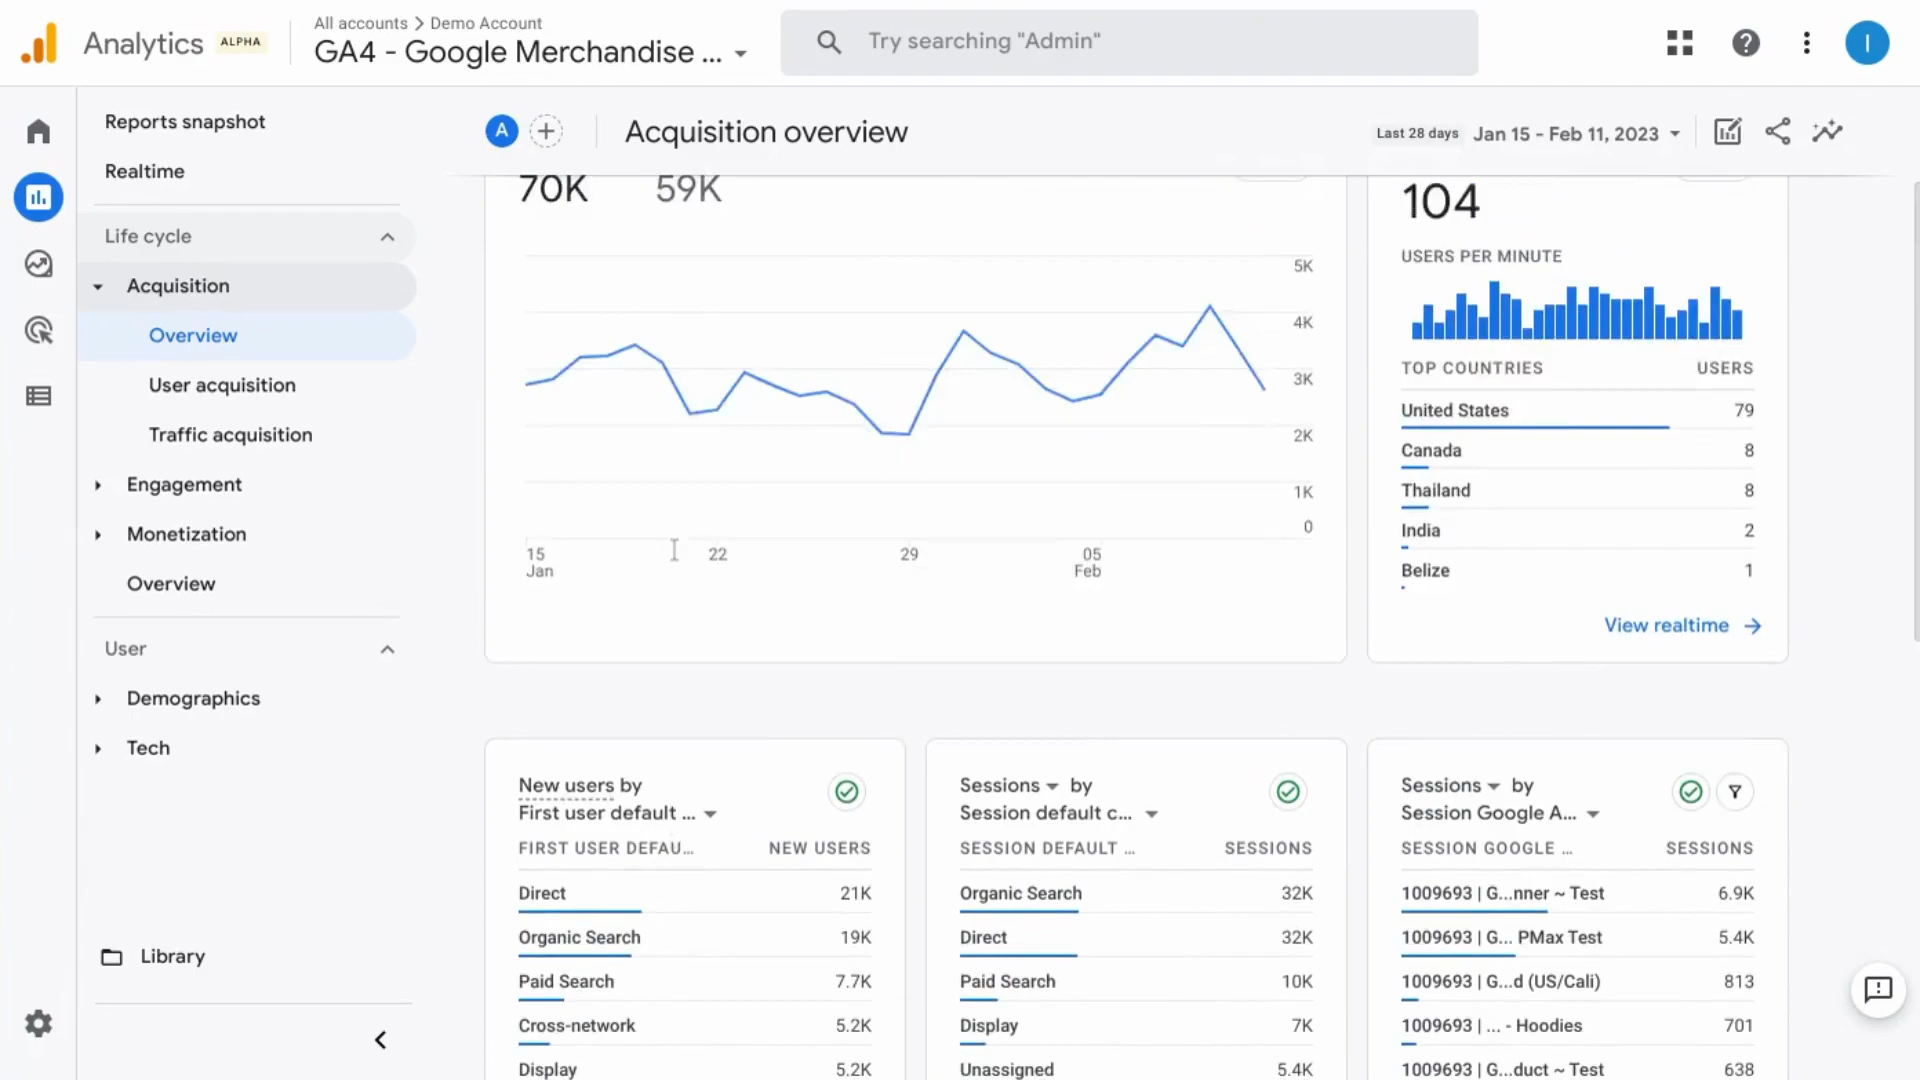 Analytics ALPHA
All accounts > Demo Account
GA4 - Google Merchandise ...
Try searching "Admin"
I
Reports snapshot
Realtime
Life cycle
Acquisition
Overview
User acquisition
Traffic acquisition
Engagement
Monetization
Overview
User
Demographics
Tech
Library
A
Acquisition overview
Last 28 days Jan 15 - Feb 11, 2023
70K 59K
5K
4K
3K
2K
1K
0
15
Jan
22
29
05
Feb
104
USERS PER MINUTE
TOP COUNTRIES USERS
United States 79
Canada 8
Thailand 8
India 2
Belize 1
View realtime
New users by
First user default ...
FIRST USER DEFAU... NEW USERS
Direct 21K
Organic Search 19K
Paid Search 7.7K
Cross-network 5.2K
Display 5.2K
Sessions by
Session default c...
SESSION DEFAULT ... SESSIONS
Organic Search 32K
Direct 32K
Paid Search 10K
Display 7K
Unassigned 5.4K
Sessions by
Session Google A...
SESSION GOOGLE ... SESSIONS
1009693 | G...nner ~ Test 6.9K
1009693 | G... PMax Test 5.4K
1009693 | G...d (US/Cali) 813
1009693 | ... - Hoodies 701
1009693 | G...duct ~ Test 638